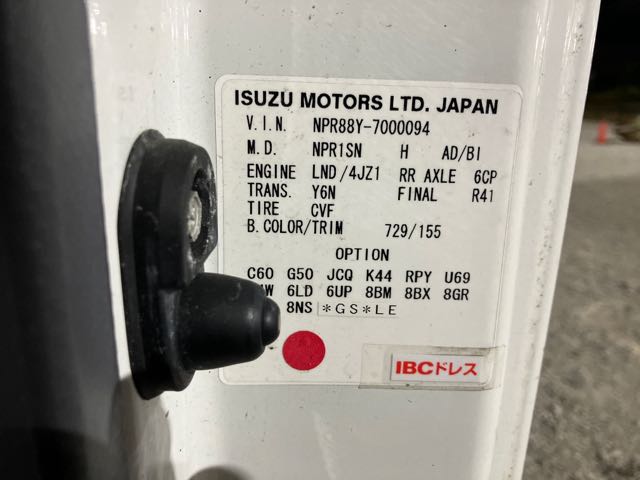 ISUZU MOTORS LTD. JAPAN
V.I.N. NPR88Y-7000094
M.D. NPR1SN H AD/BI
ENGINE LND/4JZ1 RR AXLE 6CP
TRANS. Y6N FINAL R41
TIRE CVF
B.COLOR/TRIM 729/155
OPTION
C60 G50 JCQ K44 RPY U69
6LD 6UP 8BM 8BX 8GR
8NS *GS*LE
IBCドレス